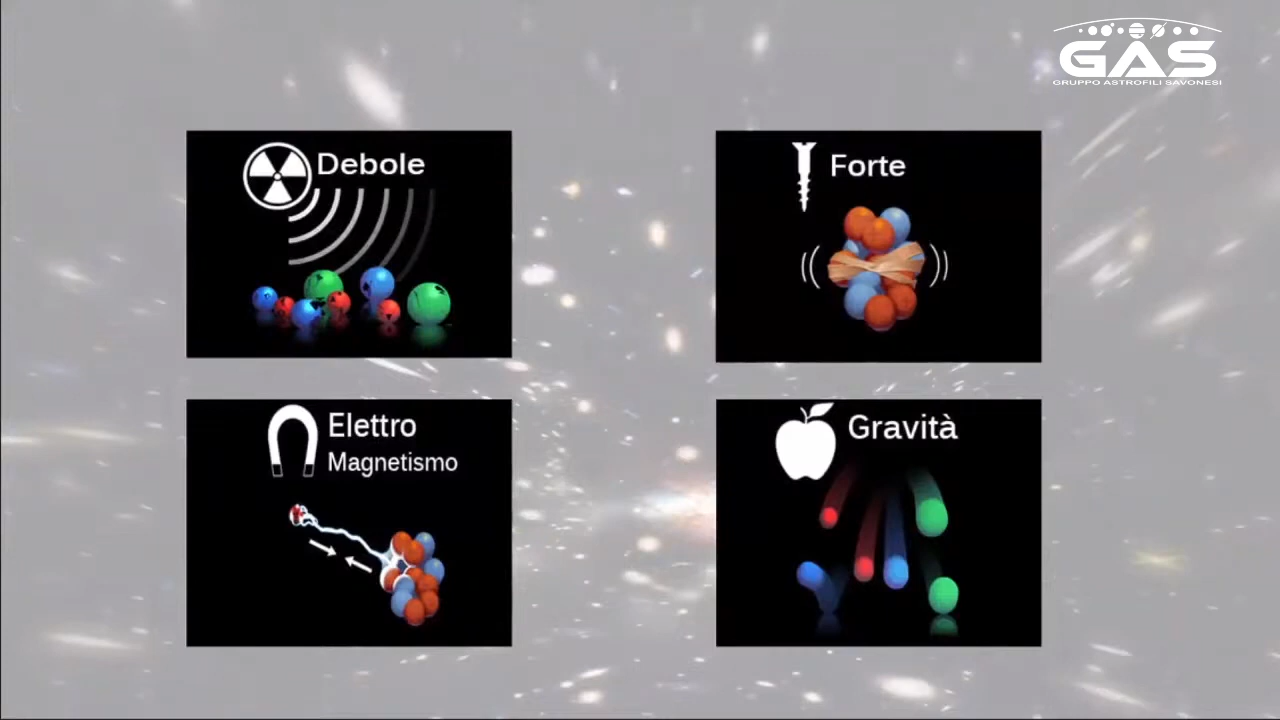 GAS
GRUPPO ASTROFILI SAVONESI
Debole
Forte
Elettro
Magnetismo
Gravità